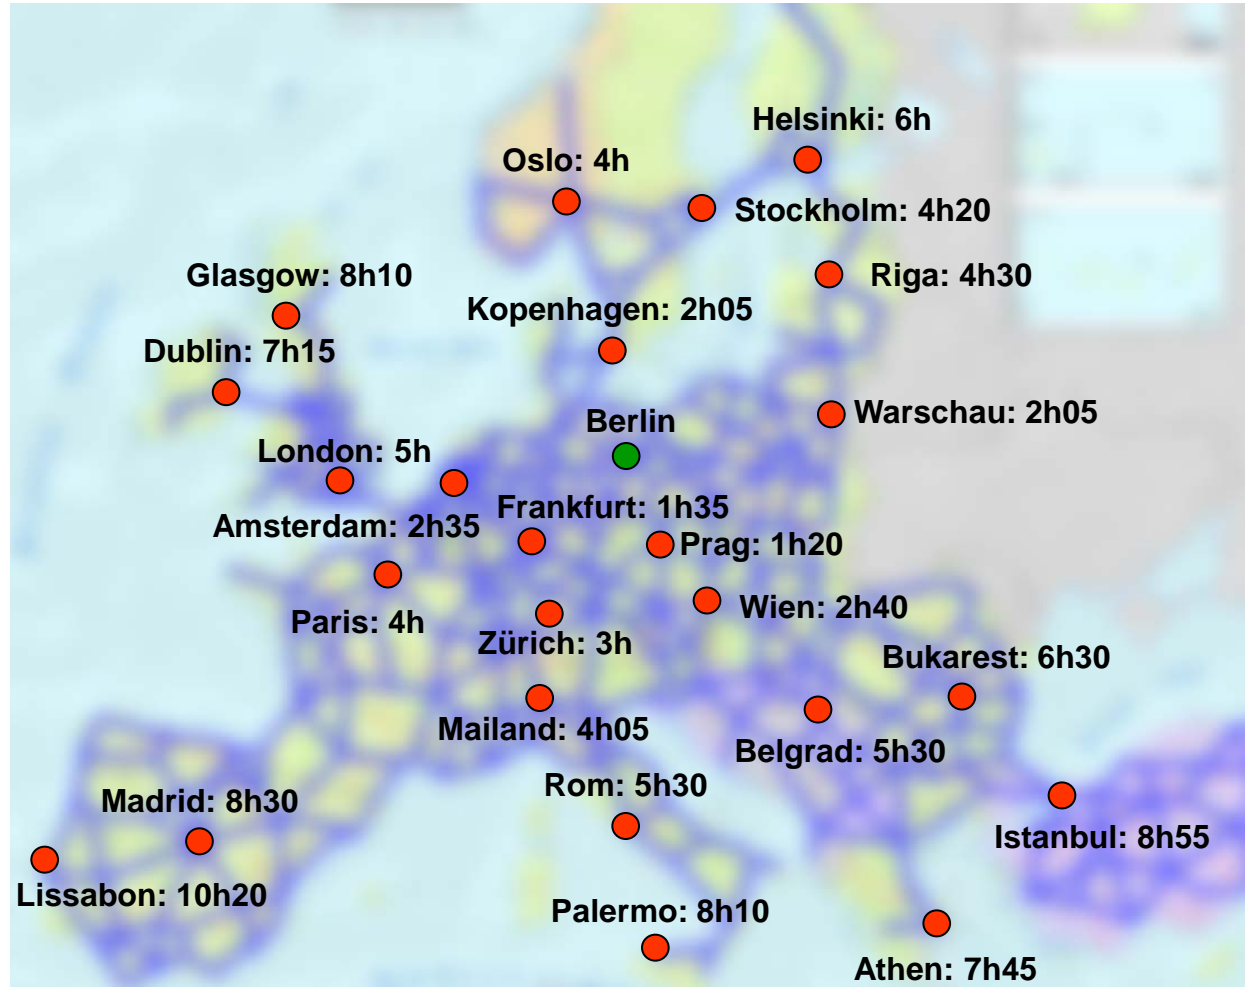 Helsinki: 6h
Oslo: 4h
Stockholm: 4h20
Glasgow: 8h10
Riga: 4h30
Kopenhagen: 2h05
Dublin: 7h15
Warschau: 2h05
Berlin
London: 5h
Frankfurt: 1h35
Amsterdam: 2h35
Prag: 1h20
Wien: 2h40
Paris: 4h
Zürich: 3h
Bukarest: 6h30
Mailand: 4h05
Belgrad: 5h30
Rom: 5h30
Madrid: 8h30
Istanbul: 8h55
Lissabon: 10h20
Palermo: 8h10
Athen: 7h45